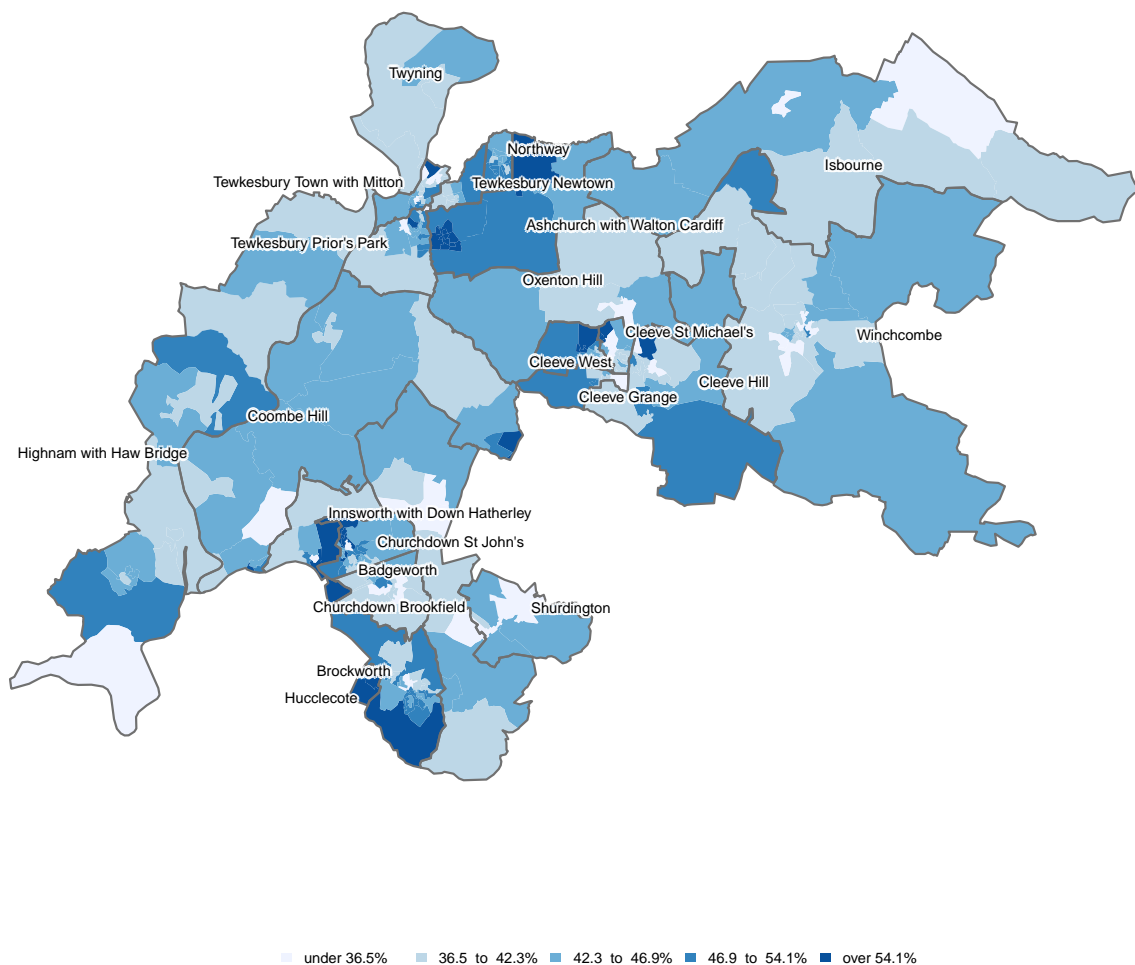 Twyning
Northway
Isbourne
Tewkesbury Town with Mitton
Tewkesbury Newtown
Ashchurch with Walton Cardiff
Tewkesbury Prior's Park
Oxenton Hill
Cleeve St Michael's
Winchcombe
Cleeve West
Cleeve Hill
Cleeve Grange
Coombe Hill
Highnam with Haw Bridge
Innsworth with Down Hatherley
Churchdown St John's
Badgeworth
Churchdown Brookfield
Shurdington
Brockworth
Hucclecote
under 36.5% 36.5 to 42.3% 42.3 to 46.9% 46.9 to 54.1% over 54.1%